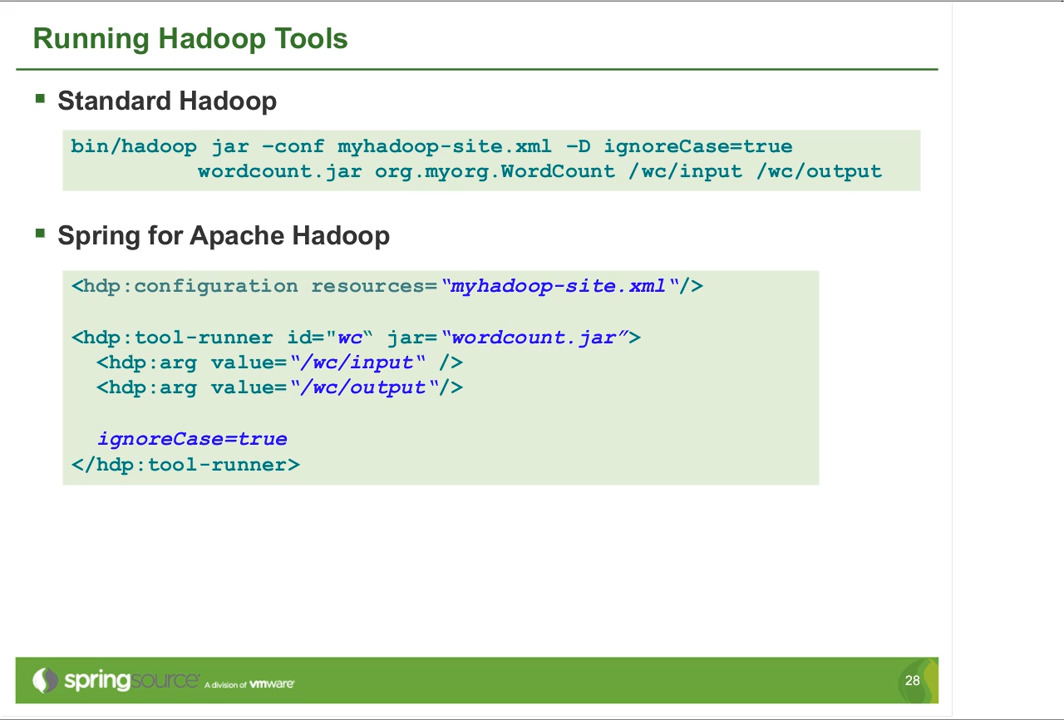 Running Hadoop Tools
Standard Hadoop
bin/hadoop jar –conf myhadoop-site.xml –D ignoreCase=true
wordcount.jar org.myorg.WordCount /wc/input /wc/output
Spring for Apache Hadoop
<hdp:configuration resources=“myhadoop-site.xml“/>
<hdp:tool-runner id="wc“ jar=“wordcount.jar”>
<hdp:arg value=“/wc/input“ />
<hdp:arg value=“/wc/output“/>
ignoreCase=true
</hdp:tool-runner>
springsource A division of vmware
28